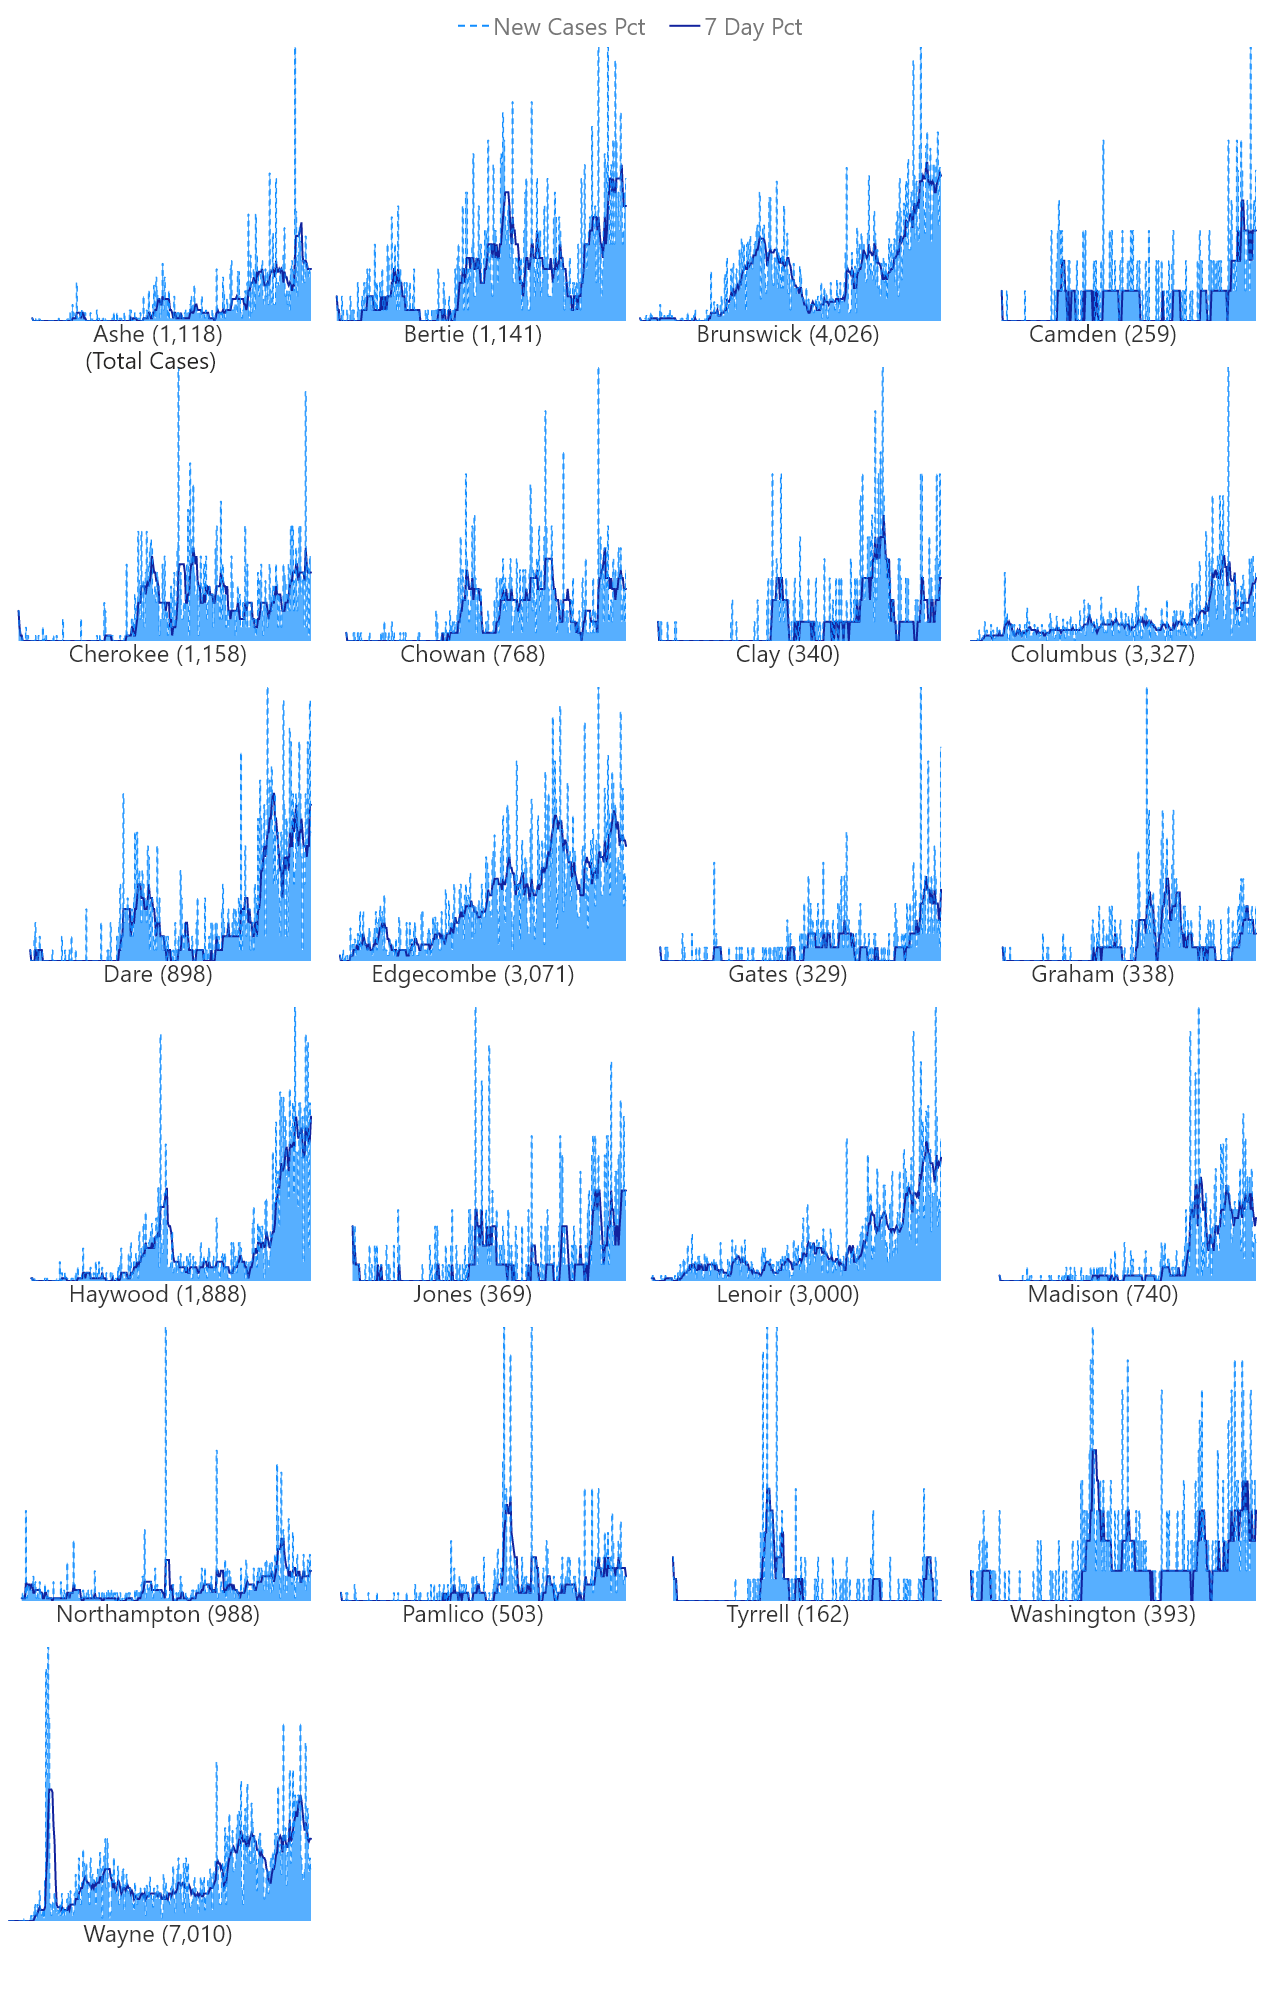 New Cases Pct 7 Day Pct
Ashe (1,118) Bertie (1,141) Brunswick (4,026) Camden (259)
(Total Cases)
Cherokee (1,158) Chowan (768) Clay (340) Columbus (3,327)
Dare (898) Edgecombe (3,071) Gates (329) Graham (338)
Haywood (1,888) Jones (369) Lenoir (3,000) Madison (740)
Northampton (988) Pamlico (503) Tyrrell (162) Washington (393)
Wayne (7,010)